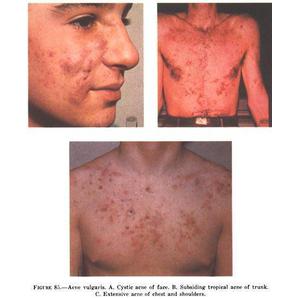 FIGURE 85.—Acne vulgaris. A. Cystic acne of face. B. Subsiding tropical acne of trunk.
C. Extensive acne of chest and shoulders.